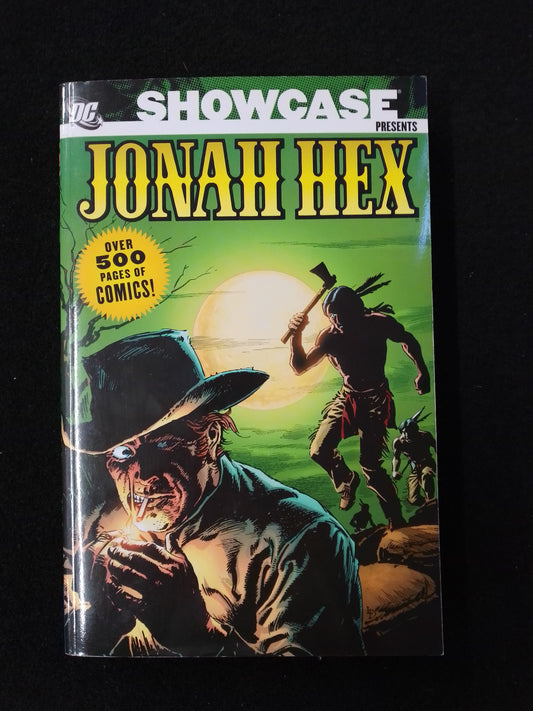 DC
SHOWCASE
PRESENTS
JONAH HEX
OVER
500
PAGES OF
COMICS!